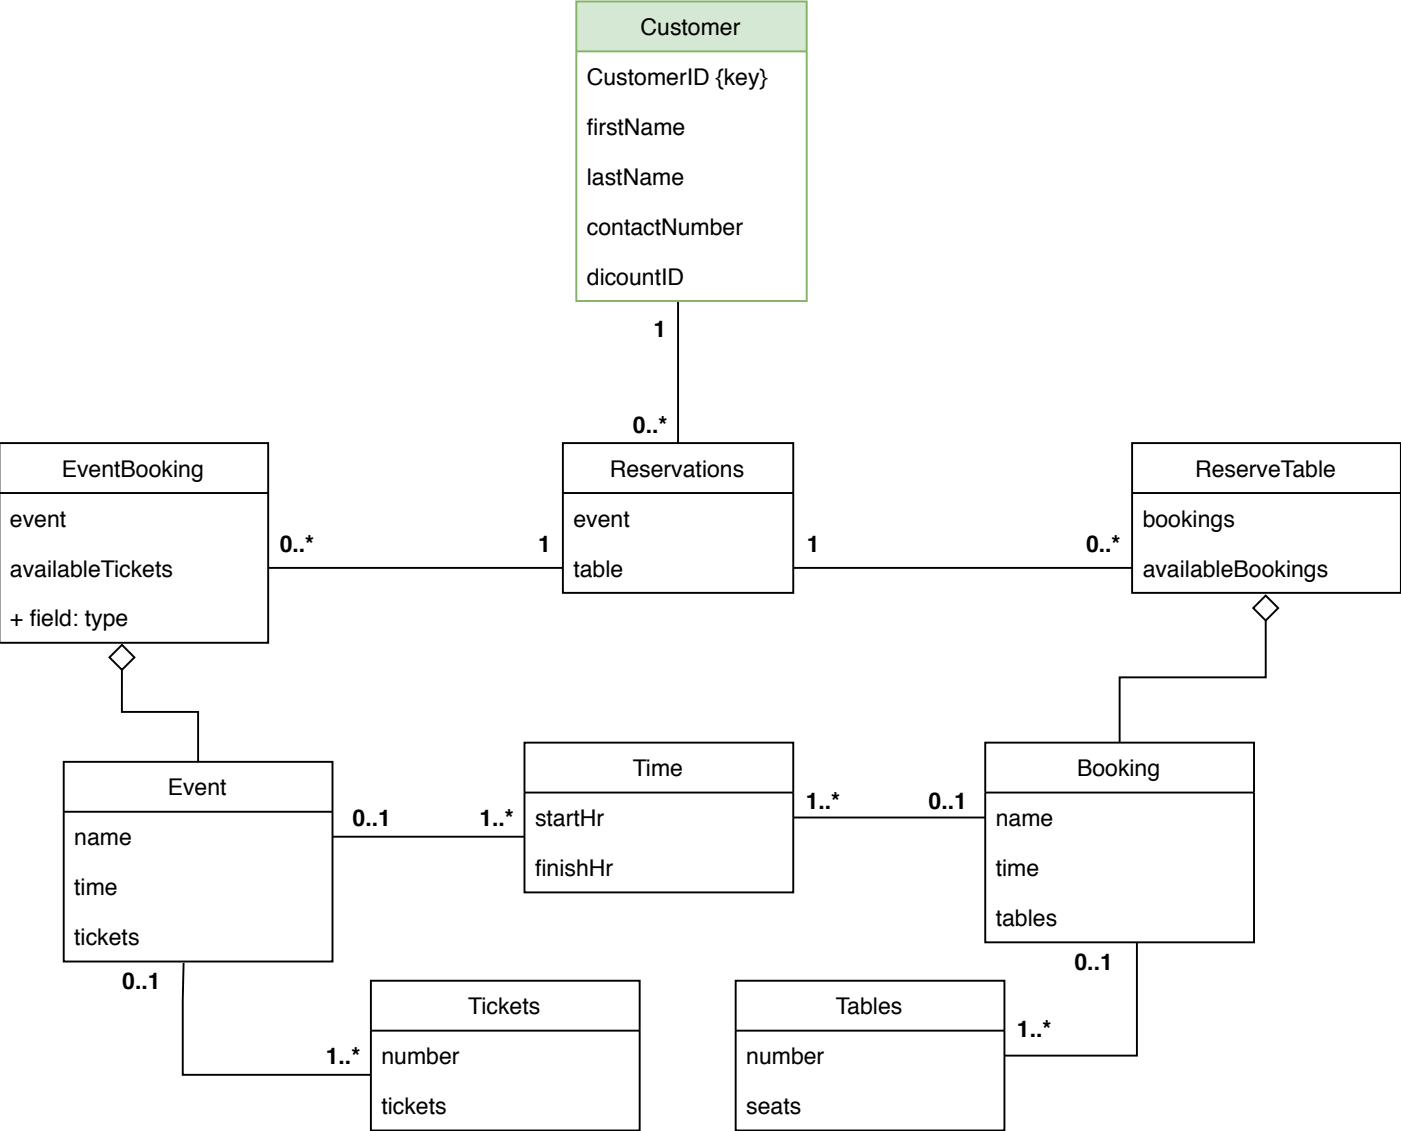 Customer
CustomerID {key}
firstName
lastName
contactNumber
dicountID
1
0..*
EventBooking
event
availableTickets
+ field: type
0..*
1
Reservations
event
table
1
0..*
ReserveTable
bookings
availableBookings
Event
name
time
tickets
0..1
1..*
Time
startHr
finishHr
1..*
0..1
Booking
name
time
tables
0..1
1..*
Tickets
number
tickets
Tables
number
seats
0..1
1..*